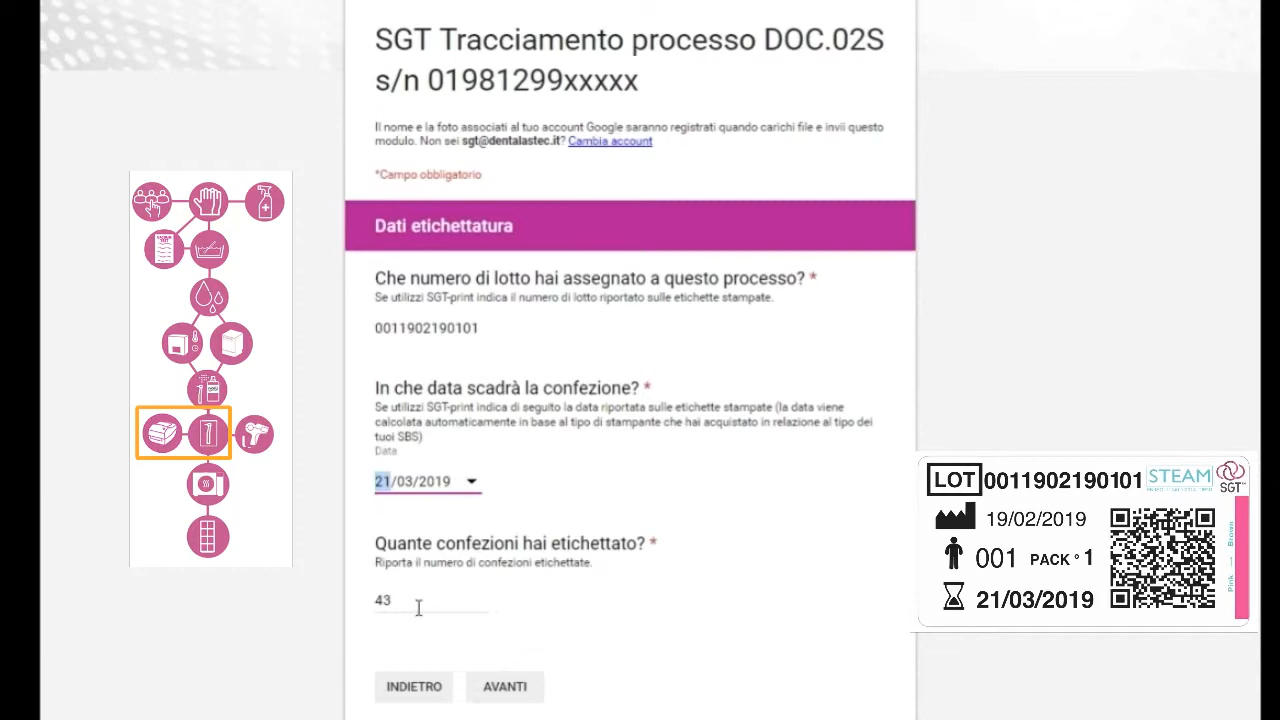 SGT Tracciamento processo DOC.02S
s/n 01981299xxxxx
Il nome e la foto associati al tuo account Google saranno registrati quando carichi file e invii questo
modulo. Non sei sgt@dentalastec.it? Cambia account
*Campo obbligatorio
Dati etichettatura
Che numero di lotto hai assegnato a questo processo? *
Se utilizzi SGT-print indica il numero di lotto riportato sulle etichette stampate.
0011902190101
In che data scadrà la confezione? *
Se utilizzi SGT-print indica di seguito la data riportata sulle etichette stampate (la data viene
calcolata automaticamente in base al tipo di stampante che hai acquistato in relazione al tipo dei
tuoi SBS)
Data
21/03/2019
Quante confezioni hai etichettato? *
Riporta il numero di confezioni etichettate.
43
INDIETRO AVANTI
LOT 0011902190101 STEAM SGT™
19/02/2019
001 PACK ° 1
21/03/2019
Pink → Brown